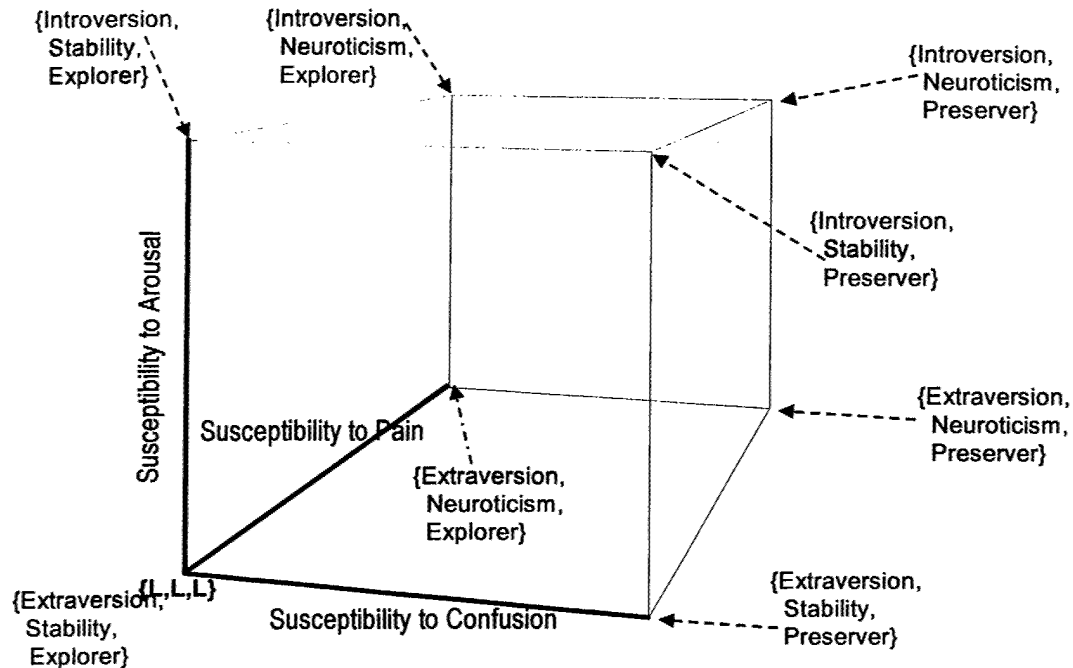 {Introversion,
Stability,
Explorer}
{Introversion,
Neuroticism,
Explorer}
{Introversion,
Neuroticism,
Preserver}
{Introversion,
Stability,
Preserver}
Susceptibility to Arousal
Susceptibility to Pain
{Extraversion,
Neuroticism,
Preserver}
{Extraversion,
Neuroticism,
Explorer}
{L,L,L}
{Extraversion,
Stability,
Explorer}
Susceptibility to Confusion
{Extraversion,
Stability,
Preserver}